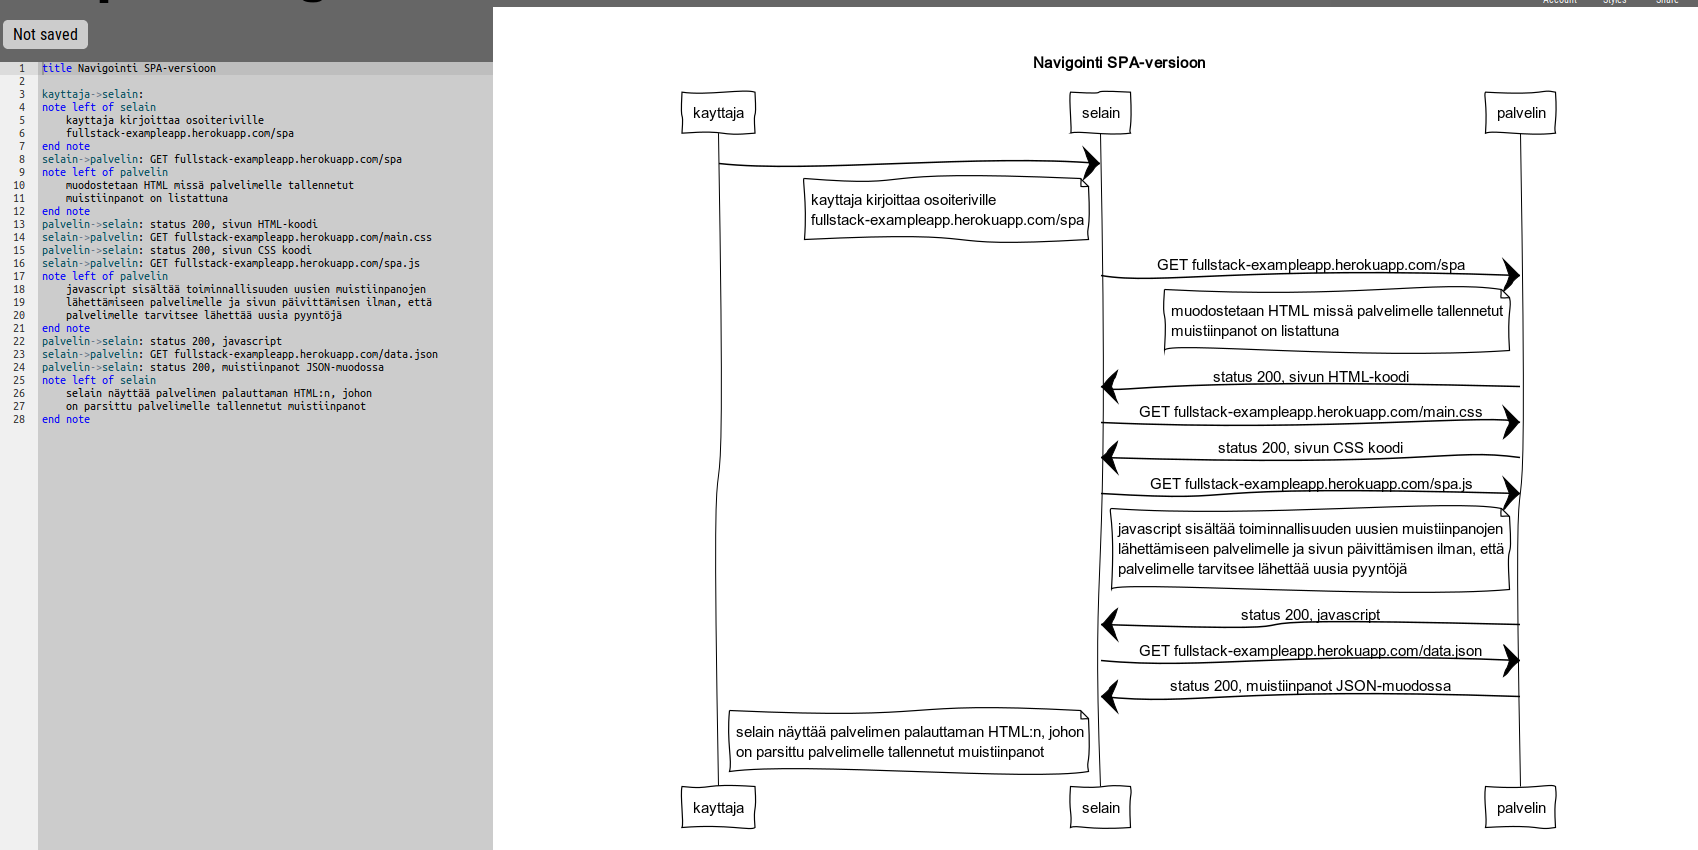 Account Styles Share
Not saved
1 title Navigointi SPA-versioon
2
3 kayttaja->selain:
4 note left of selain
5 kayttaja kirjoittaa osoiteriville
6 fullstack-exampleapp.herokuapp.com/spa
7 end note
8 selain->palvelin: GET fullstack-exampleapp.herokuapp.com/spa
9 note left of palvelin
10 muodostetaan HTML missä palvelimelle tallennetut
11 muistiinpanot on listattuna
12 end note
13 palvelin->selain: status 200, sivun HTML-koodi
14 selain->palvelin: GET fullstack-exampleapp.herokuapp.com/main.css
15 palvelin->selain: status 200, sivun CSS koodi
16 selain->palvelin: GET fullstack-exampleapp.herokuapp.com/spa.js
17 note left of palvelin
18 javascript sisältää toiminnallisuuden uusien muistiinpanojen
19 lähettämiseen palvelimelle ja sivun päivittämisen ilman, että
20 palvelimelle tarvitsee lähettää uusia pyyntöjä
21 end note
22 palvelin->selain: status 200, javascript
23 selain->palvelin: GET fullstack-exampleapp.herokuapp.com/data.json
24 palvelin->selain: status 200, muistiinpanot JSON-muodossa
25 note left of selain
26 selain näyttää palvelimen palauttaman HTML:n, johon
27 on parsittu palvelimelle tallennetut muistiinpanot
28 end note
Navigointi SPA-versioon
kayttaja selain palvelin
kayttaja kirjoittaa osoiteriville
fullstack-exampleapp.herokuapp.com/spa
GET fullstack-exampleapp.herokuapp.com/spa
muodostetaan HTML missä palvelimelle tallennetut
muistiinpanot on listattuna
status 200, sivun HTML-koodi
GET fullstack-exampleapp.herokuapp.com/main.css
status 200, sivun CSS koodi
GET fullstack-exampleapp.herokuapp.com/spa.js
javascript sisältää toiminnallisuuden uusien muistiinpanojen
lähettämiseen palvelimelle ja sivun päivittämisen ilman, että
palvelimelle tarvitsee lähettää uusia pyyntöjä
status 200, javascript
GET fullstack-exampleapp.herokuapp.com/data.json
status 200, muistiinpanot JSON-muodossa
selain näyttää palvelimen palauttaman HTML:n, johon
on parsittu palvelimelle tallennetut muistiinpanot
kayttaja selain palvelin